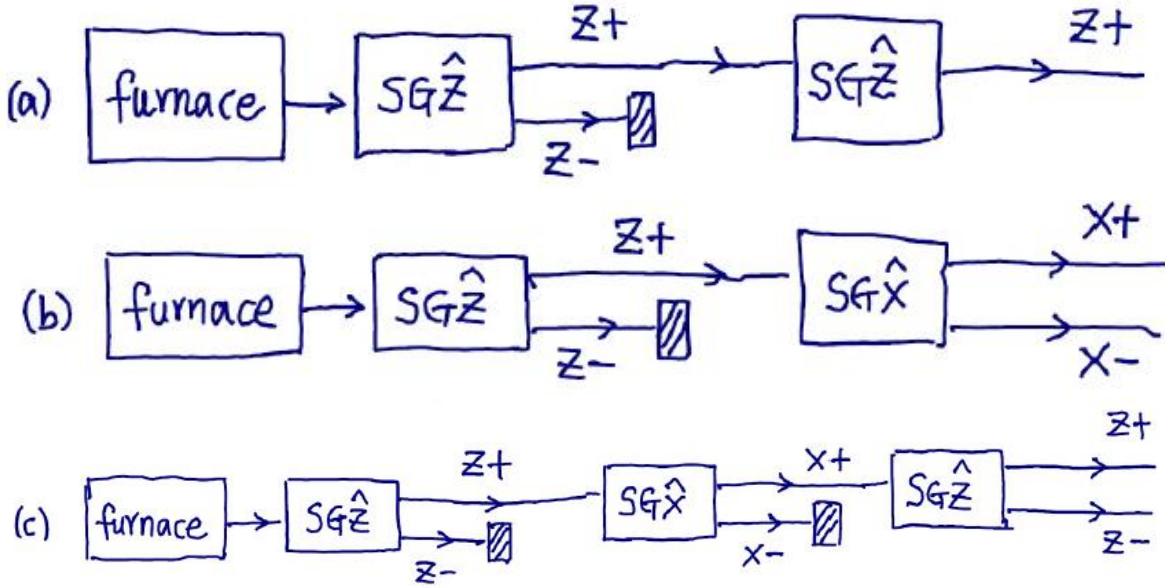 Z+ Z+
(a) furnace SGẐ SGẐ
Z-
Z+ X+
(b) furnace SGẐ SGX̂
Z- X-
Z+ X+ Z+
(c) furnace SGẐ SGX̂ SGẐ
Z- X- Z-